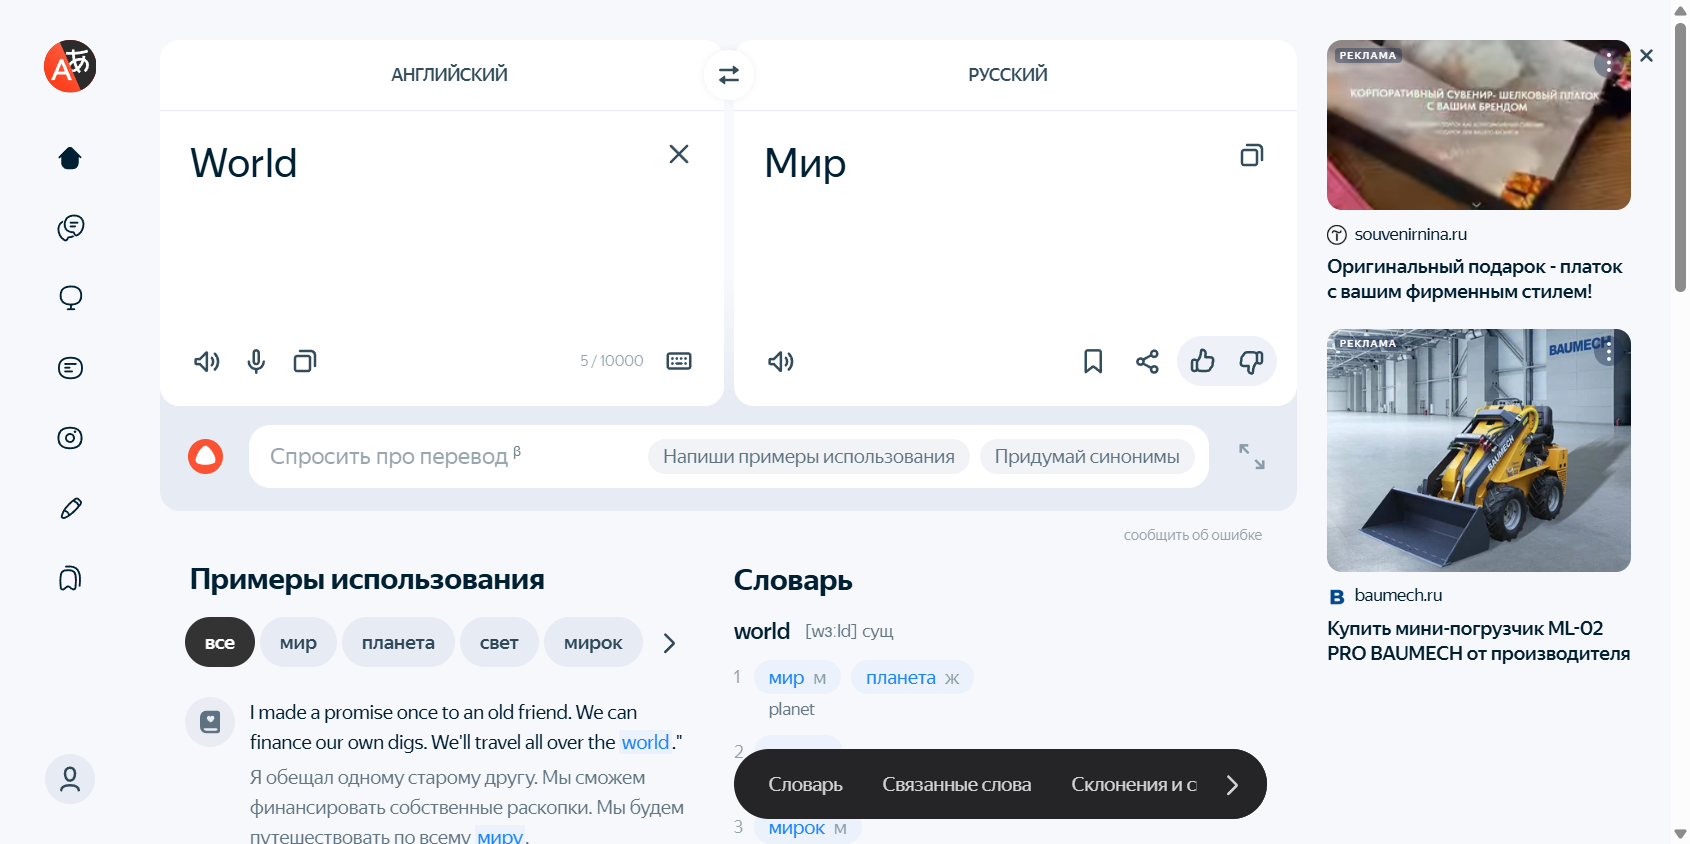 АНГЛИЙСКИЙ
РУССКИЙ
World
Мир
5 / 10000
Спросить про перевод β
Напиши примеры использования
Придумай синонимы
сообщить об ошибке
Примеры использования
все
мир
планета
свет
мирок
I made a promise once to an old friend. We can
finance our own digs. We'll travel all over the world."
Я обещал одному старому другу. Мы сможем
финансировать собственные раскопки. Мы будем
путешествовать по всему миру.
Словарь
world [wɜːld] сущ
1 мир м планета ж
planet
2
3 мирок м
Словарь
Связанные слова
Склонения и с
РЕКЛАМА
КОРПОРАТИВНЫЙ СУВЕНИР- ШЕЛКОВЫЙ ПЛАТОК
С ВАШИМ БРЕНДОМ
souvenirnina.ru
Оригинальный подарок - платок
с вашим фирменным стилем!
РЕКЛАМА
BAUMECH
BAUMECH
B baumech.ru
Купить мини-погрузчик ML-02
PRO BAUMECH от производителя